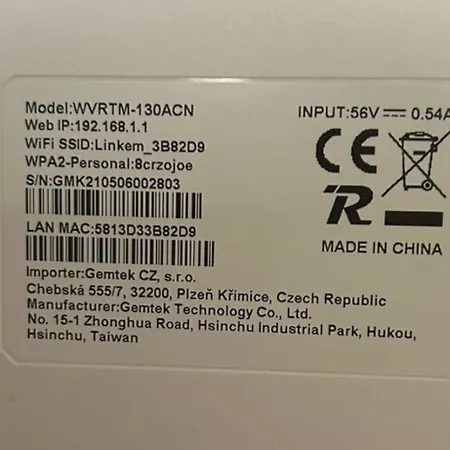 Model:WVRTM-130ACN
Web IP:192.168.1.1
WiFi SSID:Linkem_3B82D9
WPA2-Personal:8crzojoe
S/N:GMK210506002803
LAN MAC:5813D33B82D9
Importer:Gemtek CZ, s.r.o.
Chebská 555/7, 32200, Plzeň Křimice, Czech Republic
Manufacturer:Gemtek Technology Co., Ltd.
No. 15-1 Zhonghua Road, Hsinchu Industrial Park, Hukou,
Hsinchu, Taiwan
INPUT:56V⎓0.54A
CE
R
MADE IN CHINA